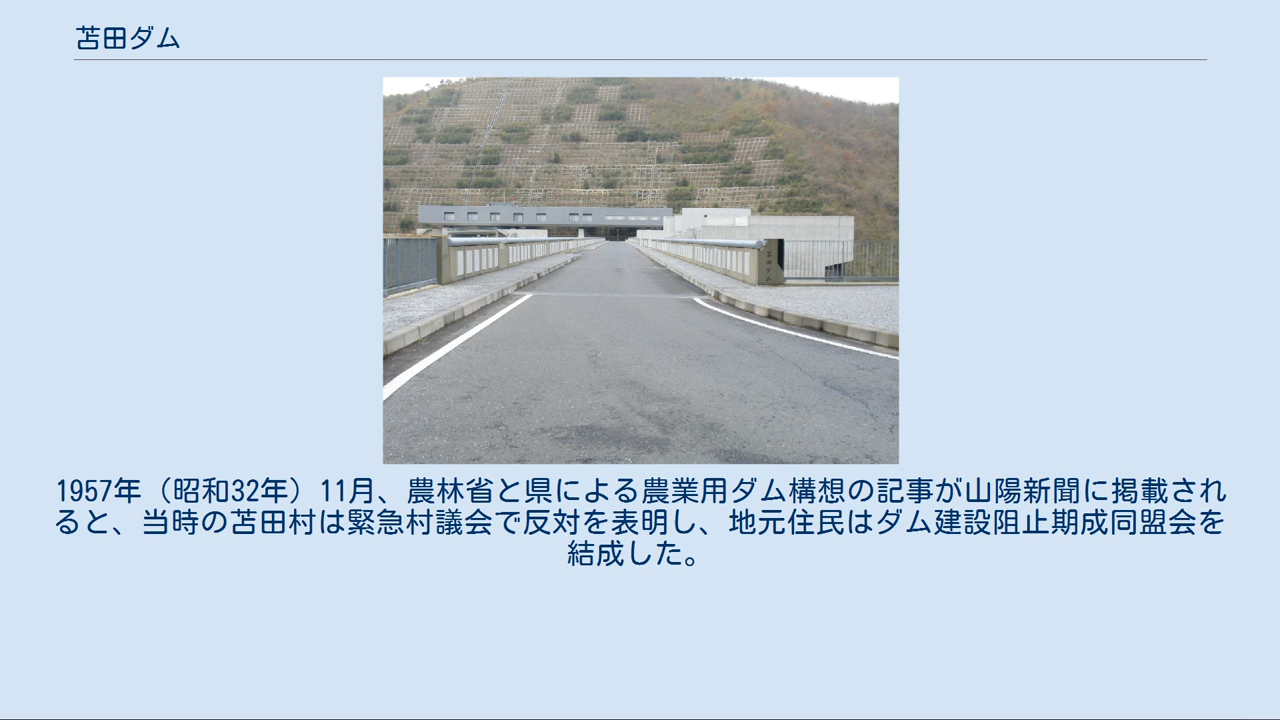 苫田ダム
苫田ダム
1957年（昭和32年）11月、農林省と県による農業用ダム構想の記事が山陽新聞に掲載され
ると、当時の苫田村は緊急村議会で反対を表明し、地元住民はダム建設阻止期成同盟会を
結成した。